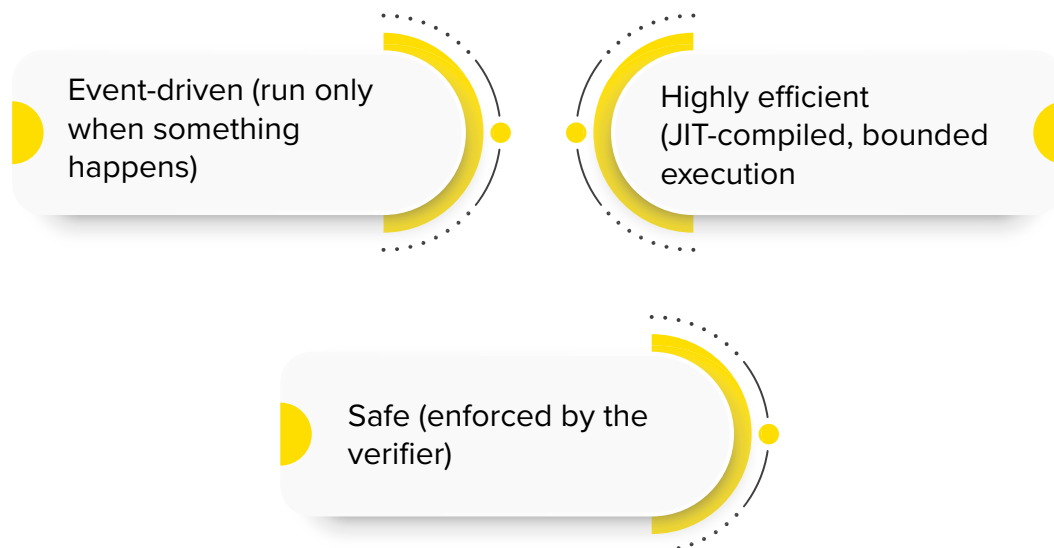 Event-driven (run only
when something
happens)
Highly efficient
(JIT-compiled, bounded
execution
Safe (enforced by the
verifier)